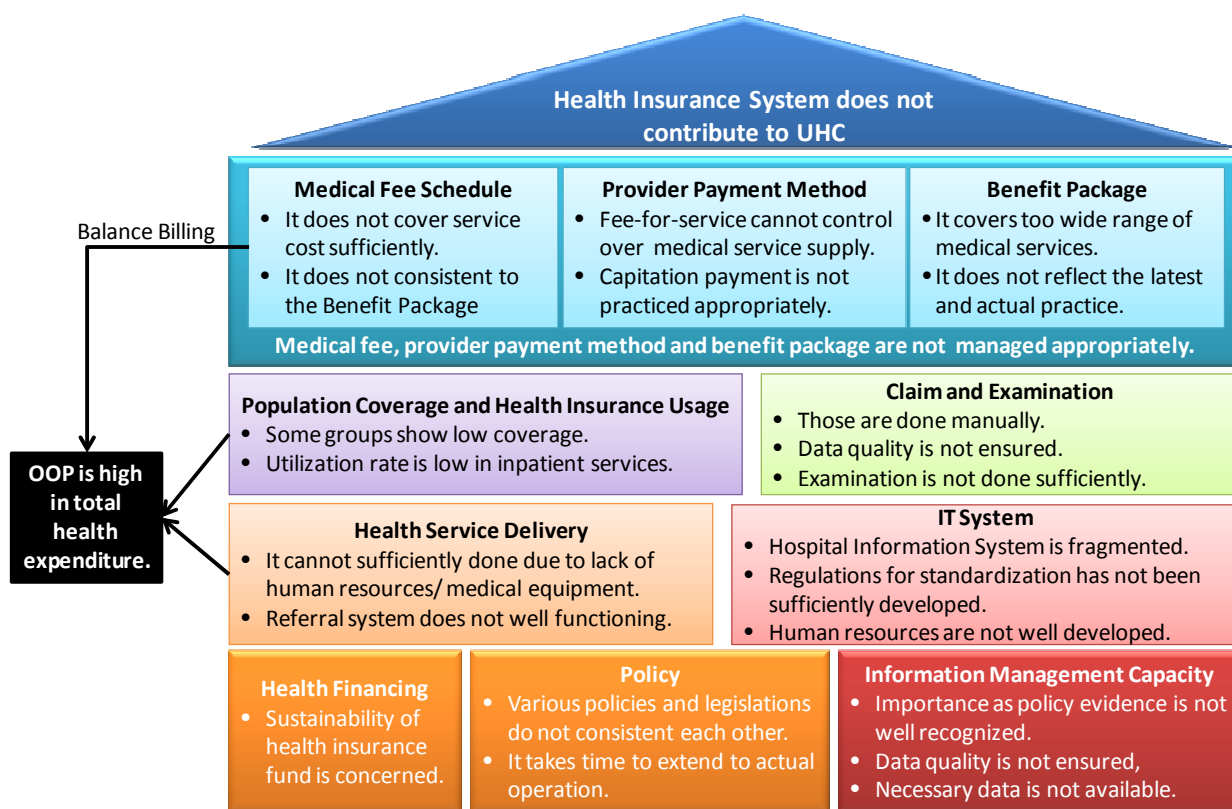 Health Insurance System does not
contribute to UHC
Medical Fee Schedule
• It does not cover service
cost sufficiently.
• It does not consistent to
the Benefit Package
Provider Payment Method
• Fee-for-service cannot control
over medical service supply.
• Capitation payment is not
practiced appropriately.
Benefit Package
• It covers too wide range of
medical services.
• It does not reflect the latest
and actual practice.
Medical fee, provider payment method and benefit package are not managed appropriately.
Balance Billing
Population Coverage and Health Insurance Usage
• Some groups show low coverage.
• Utilization rate is low in inpatient services.
Claim and Examination
• Those are done manually.
• Data quality is not ensured.
• Examination is not done sufficiently.
OOP is high
in total
health
expenditure.
Health Service Delivery
• It cannot sufficiently done due to lack of
human resources/ medical equipment.
• Referral system does not well functioning.
IT System
• Hospital Information System is fragmented.
• Regulations for standardization has not been
sufficiently developed.
• Human resources are not well developed.
Health Financing
• Sustainability of
health insurance
fund is concerned.
Policy
• Various policies and legislations
do not consistent each other.
• It takes time to extend to actual
operation.
Information Management Capacity
• Importance as policy evidence is not
well recognized.
• Data quality is not ensured,
• Necessary data is not available.